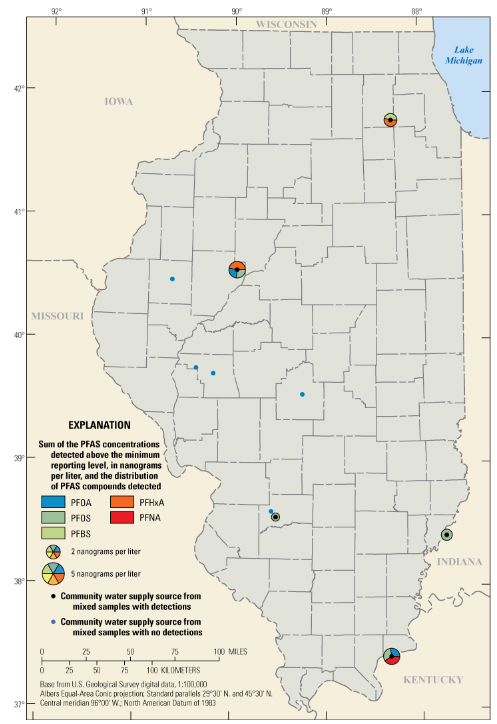 92°
91°
90°
89°
88°
WISCONSIN
Lake
Michigan
42°
IOWA
41°
MISSOURI
40°
39°
EXPLANATION
Sum of the PFAS concentrations
detected above the minimum
reporting level, in nanograms
per liter, and the distribution
of PFAS compounds detected
PFOA
PFHxA
PFOS
PFNA
PFBS
2 nanograms per liter
5 nanograms per liter
INDIANA
38°
Community water supply source from
mixed samples with detections
Community water supply source from
mixed samples with no detections
0 25 50 75 100 MILES
0 25 50 75 100 KILOMETERS
KENTUCKY
Base from U.S. Geological Survey digital data, 1:100,000
Albers Equal-Area Conic projection; Standard parallels 29°30' N. and 45°30' N.
Central meridian 96°00' W.; North American Datum of 1983
37°